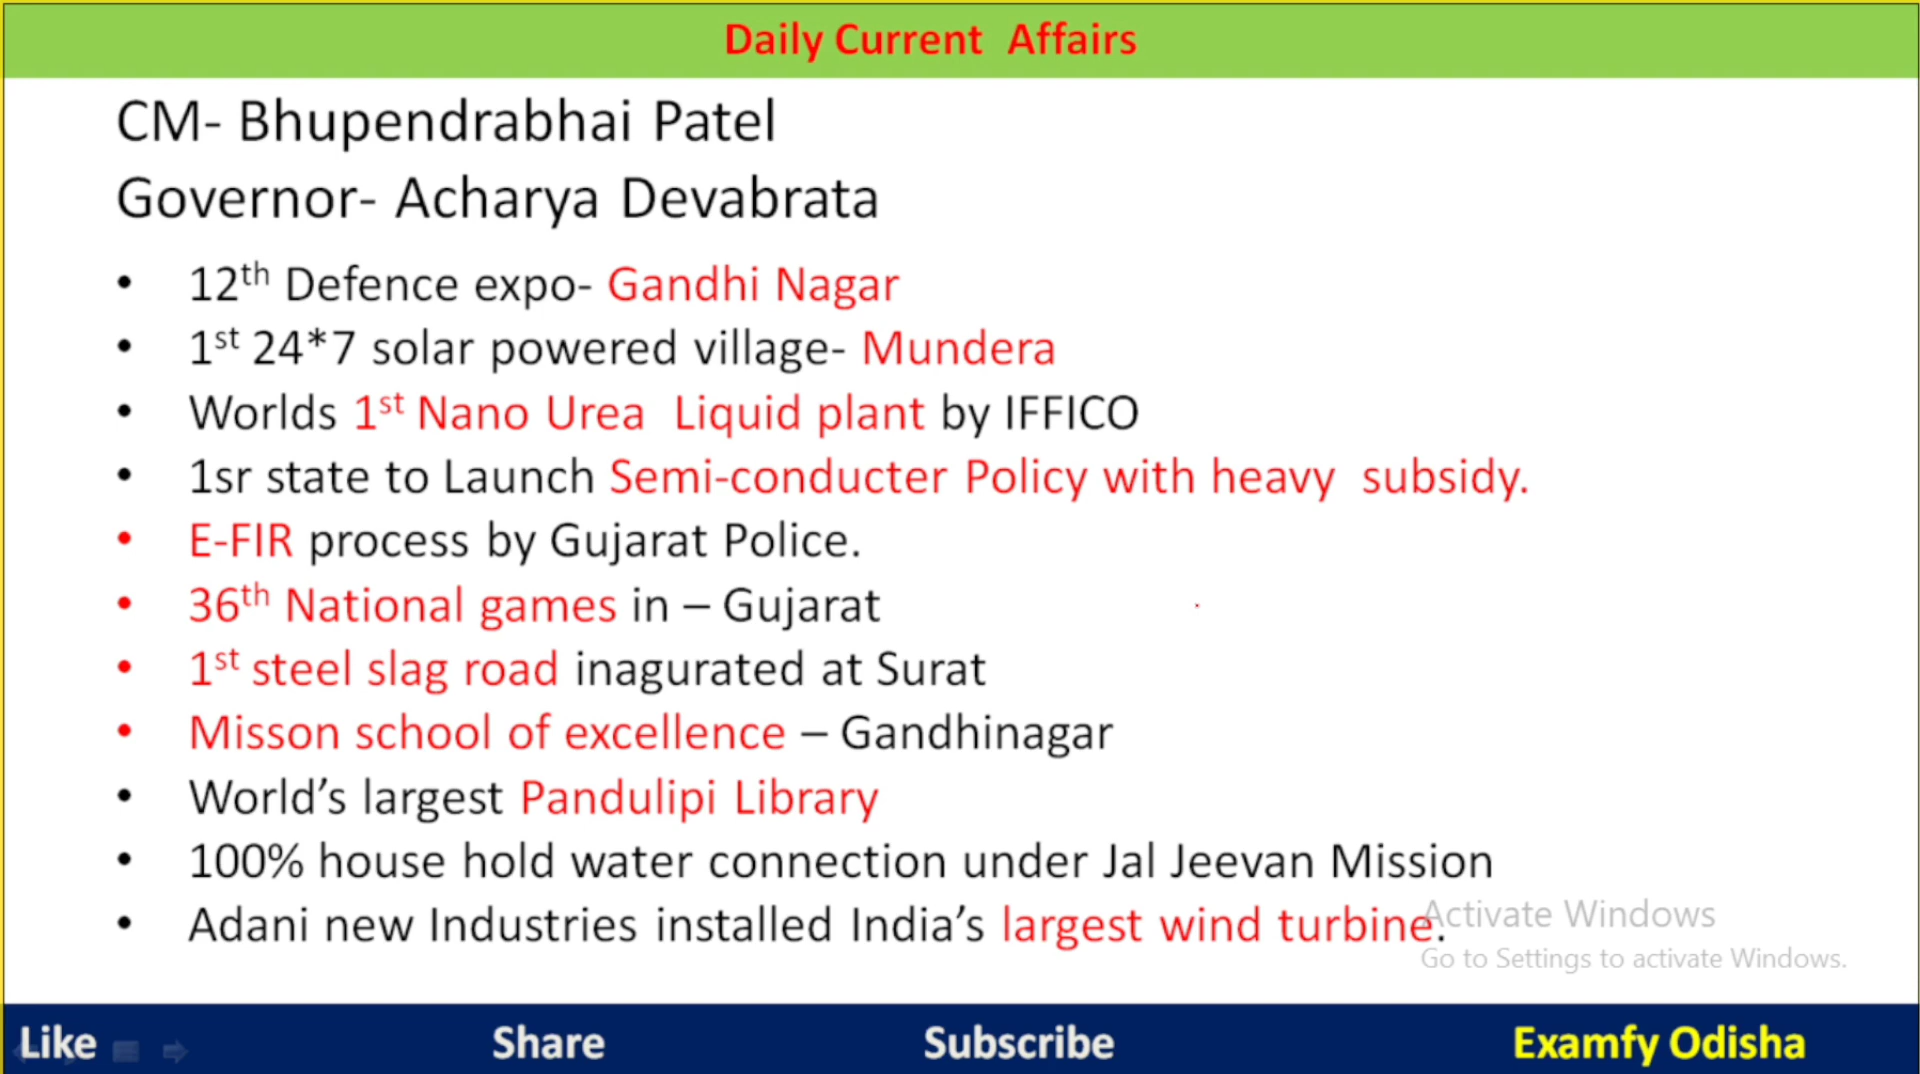 Daily Current Affairs
CM- Bhupendrabhai Patel
Governor- Acharya Devabrata
• 12th Defence expo- Gandhi Nagar
• 1st 24*7 solar powered village- Mundera
• Worlds 1st Nano Urea Liquid plant by IFFICO
• 1sr state to Launch Semi-conducter Policy with heavy subsidy.
• E-FIR process by Gujarat Police.
• 36th National games in – Gujarat
• 1st steel slag road inagurated at Surat
• Misson school of excellence – Gandhinagar
• World's largest Pandulipi Library
• 100% house hold water connection under Jal Jeevan Mission
• Adani new Industries installed India's largest wind turbine.
Activate Windows
Go to Settings to activate Windows.
Like Share Subscribe Examfy Odisha